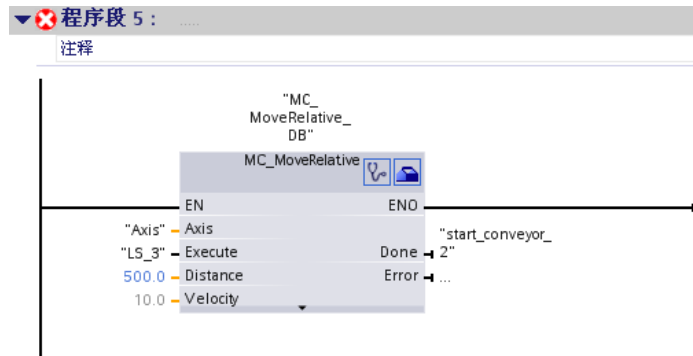 程序段 5： .....
注释
"MC_
MoveRelative_
DB"
MC_MoveRelative
EN ENO
"Axis" Axis
"start_conveyor_
"LS_3" Execute Done 2"
500.0 Distance Error ...
10.0 Velocity